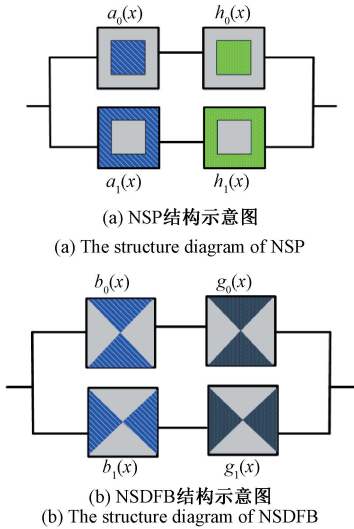 a₀(x) h₀(x)
a₁(x) h₁(x)
(a) NSP结构示意图
(a) The structure diagram of NSP
b₀(x) g₀(x)
b₁(x) g₁(x)
(b) NSDFB结构示意图
(b) The structure diagram of NSDFB